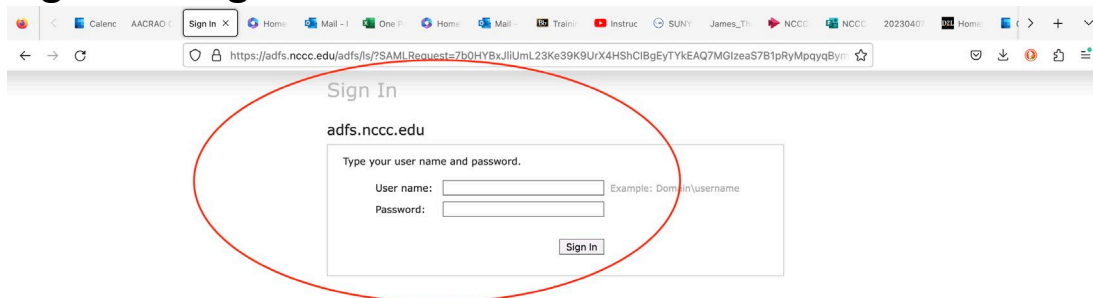 Calenc AACRAO C Sign In × Home Mail - I One P Home Mail - Trainin Instruc SUNY James_Th NCCC NCCC 20230407 Home
https://adfs.nccc.edu/adfs/ls/?SAMLRequest=
Sign In
adfs.nccc.edu
Type your user name and password.
User name: Example: Domain\username
Password:
Sign In